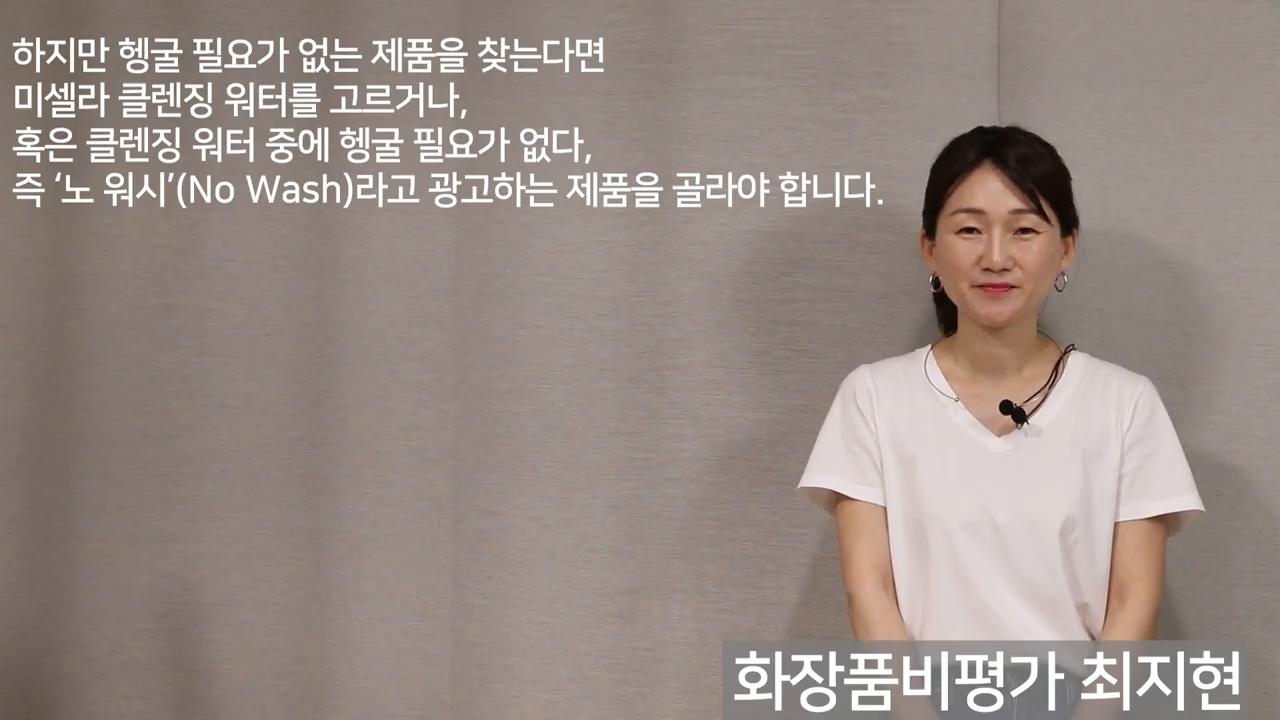 하지만 헹굴 필요가 없는 제품을 찾는다면
미셀라 클렌징 워터를 고르거나,
혹은 클렌징 워터 중에 헹굴 필요가 없다,
즉 ‘노 워시’(No Wash)라고 광고하는 제품을 골라야 합니다.
화장품비평가 최지현